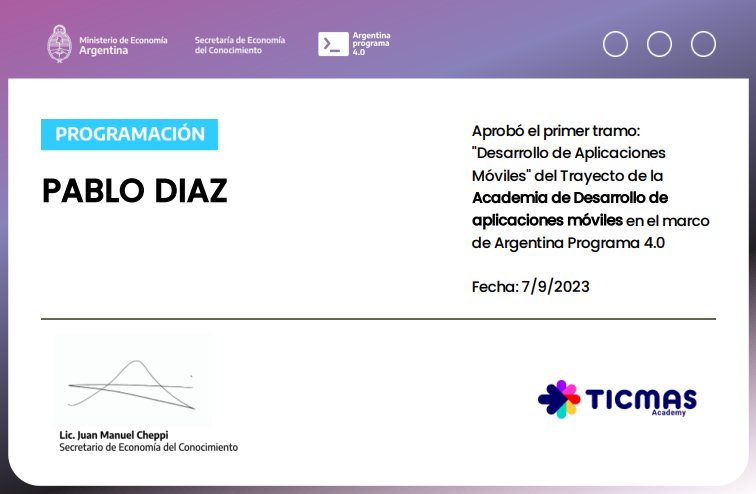 Ministerio de Economía
Argentina
Secretaría de Economía
del Conocimiento
Argentina
programa
4.0
PROGRAMACIÓN
PABLO DIAZ
Aprobó el primer tramo:
"Desarrollo de Aplicaciones
Móviles" del Trayecto de la
Academia de Desarrollo de
aplicaciones móviles en el marco
de Argentina Programa 4.0
Fecha: 7/9/2023
Lic. Juan Manuel Cheppi
Secretario de Economía del Conocimiento
TICMAS
Academy